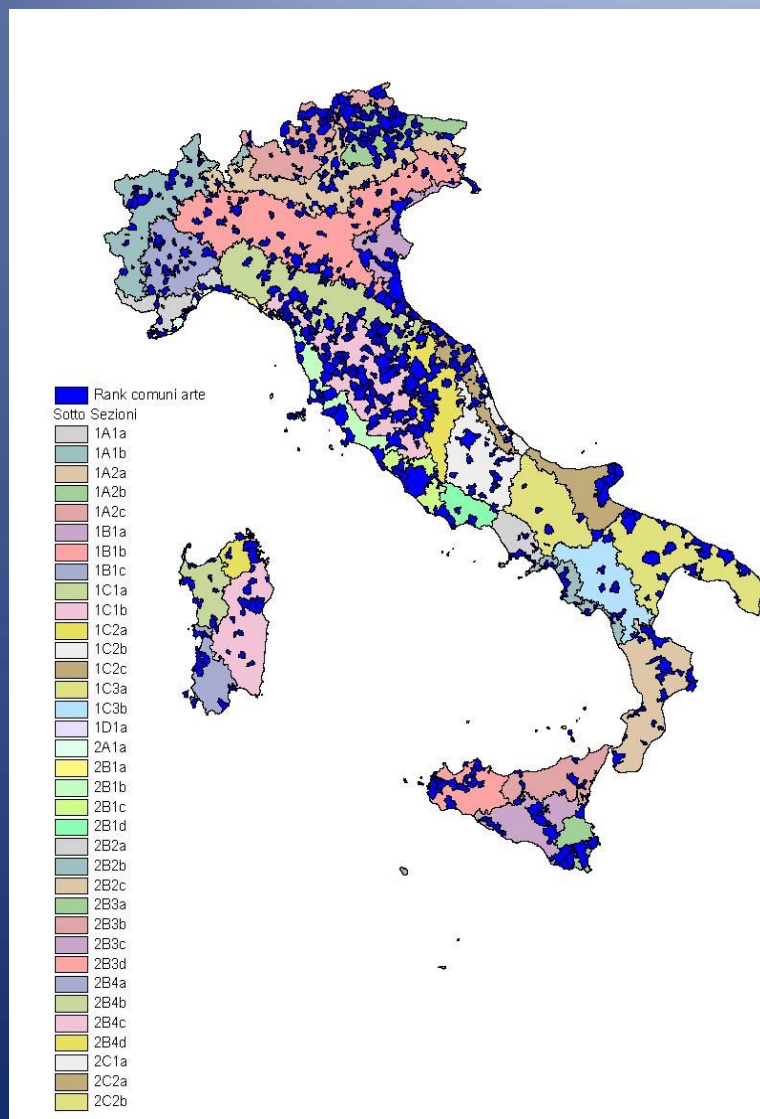 Rank comuni arte
Sotto Sezioni
1A1a
1A1b
1A2a
1A2b
1A2c
1B1a
1B1b
1B1c
1C1a
1C1b
1C2a
1C2b
1C2c
1C3a
1C3b
1D1a
2A1a
2B1a
2B1b
2B1c
2B1d
2B2a
2B2b
2B2c
2B3a
2B3b
2B3c
2B3d
2B4a
2B4b
2B4c
2B4d
2C1a
2C2a
2C2b